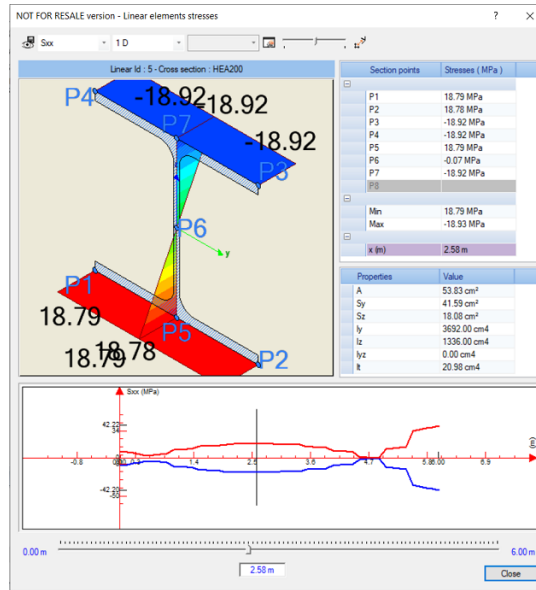 NOT FOR RESALE version - Linear elements stresses
? ×
Sxx 1 D
Linear Id : 5 - Cross section : HEA200
P4 -18.92 -18.92
P7 -18.92
P3
P6
y
P1
18.79 P5
18.79 18.78 P2
Section points Stresses ( MPa )
P1 18.79 MPa
P2 18.78 MPa
P3 -18.92 MPa
P4 -18.92 MPa
P5 18.79 MPa
P6 -0.07 MPa
P7 -18.92 MPa
P8
Min 18.79 MPa
Max -18.93 MPa
x (m) 2.58 m
Properties Value
A 53.83 cm²
Sy 41.59 cm²
Sz 18.08 cm²
Iy 3692.00 cm4
Iz 1336.00 cm4
Iyz 0.00 cm4
It 20.98 cm4
Sxx (MPa)
42.22
-0.8 1.4 3.6 4.7 6.9
(m)
0.00 m 6.00 m
2.58 m
Close